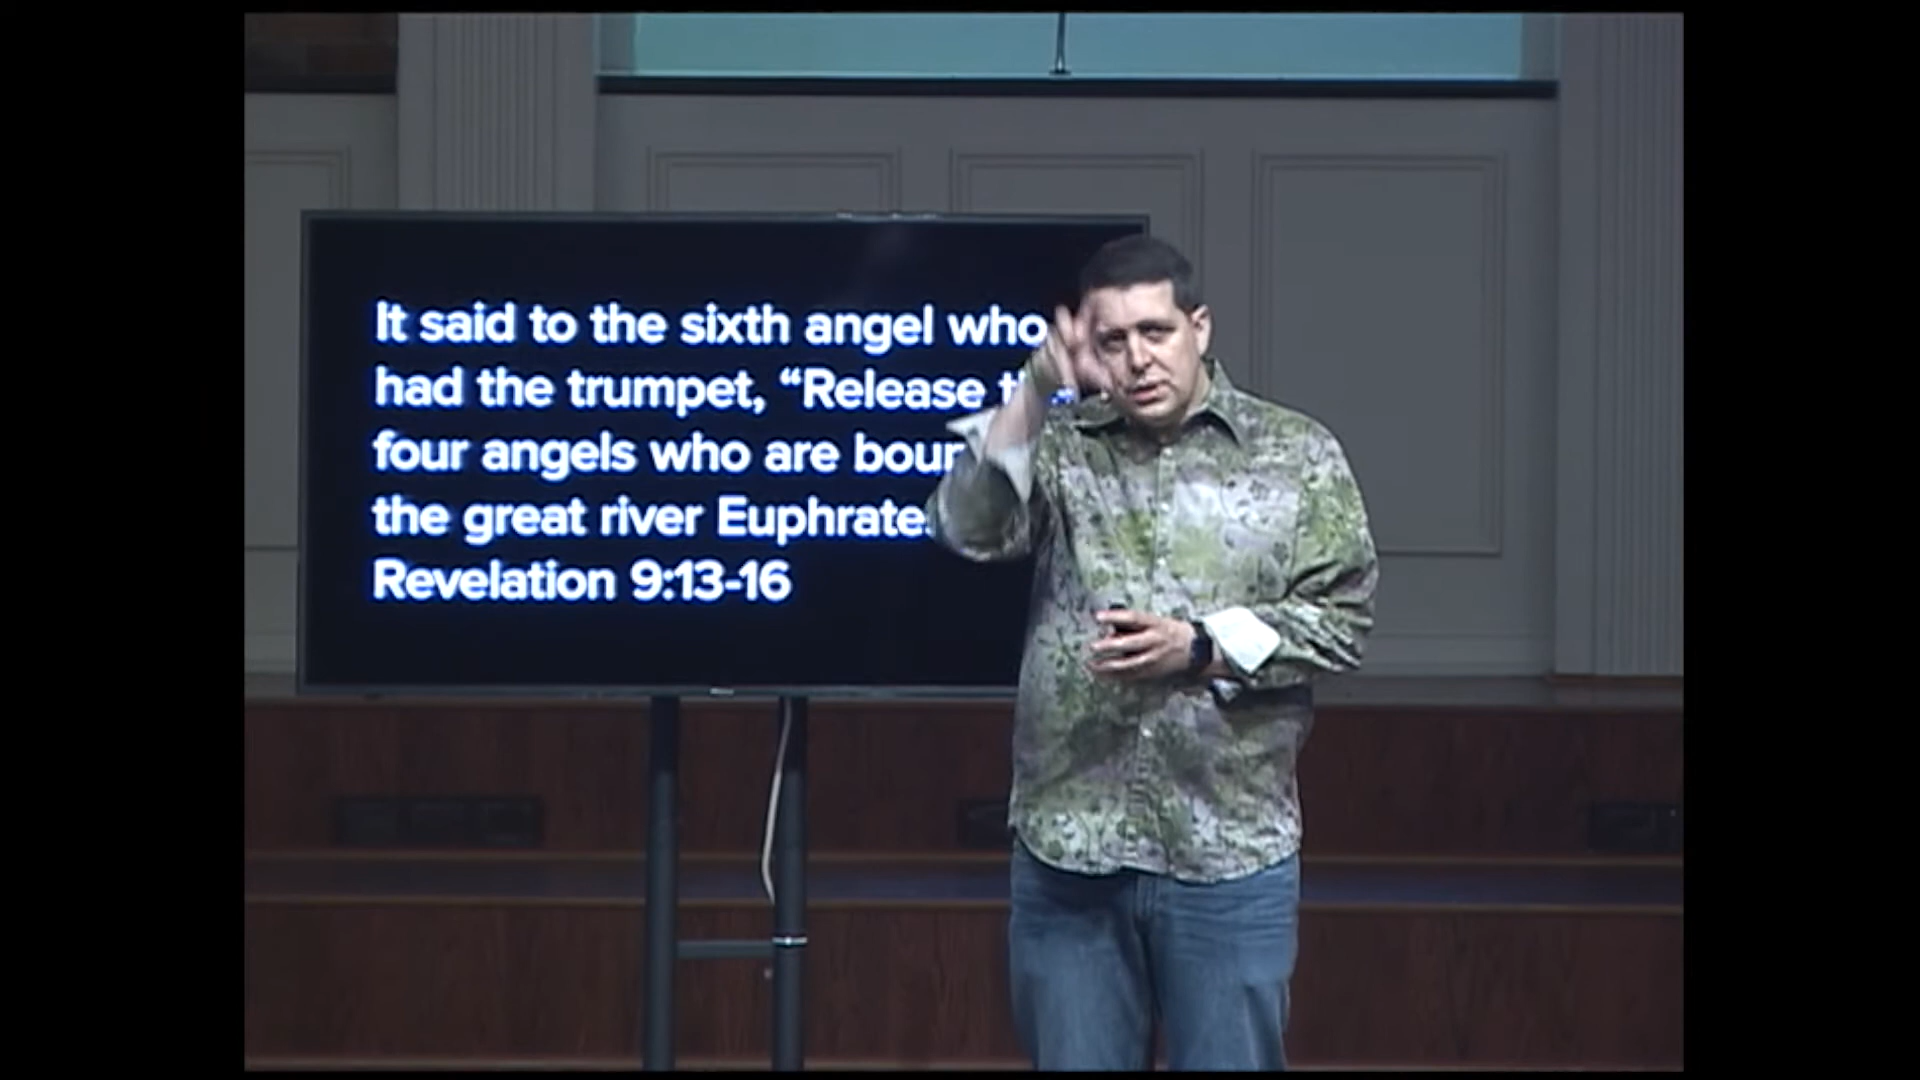 It said to the sixth angel who
had the trumpet, “Release
four angels who are
the great river
Revelation 9:13-16